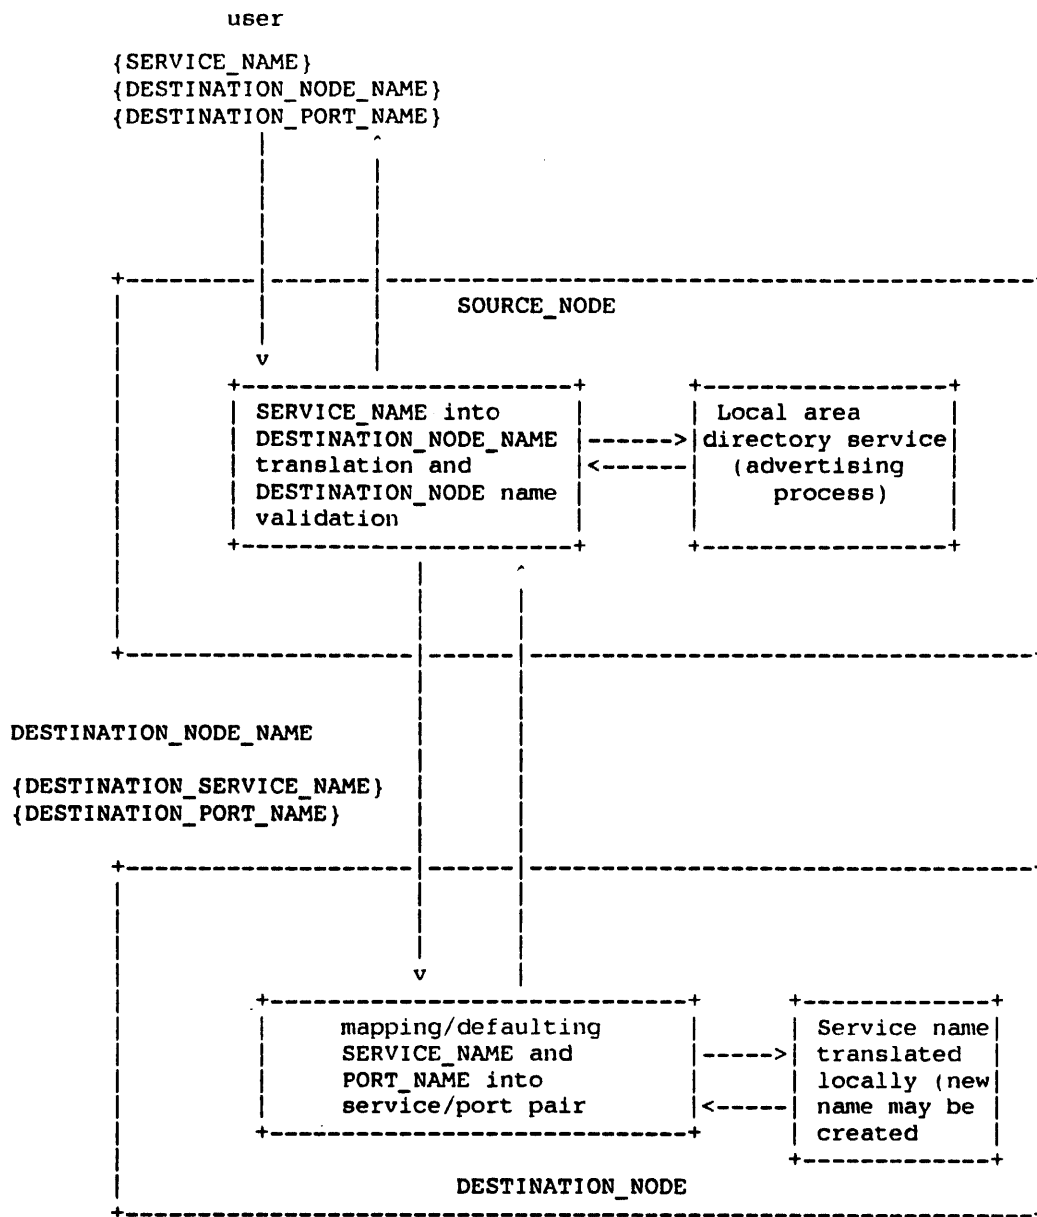 user
{SERVICE_NAME}
{DESTINATION_NODE_NAME}
{DESTINATION_PORT_NAME}
SOURCE_NODE
SERVICE_NAME into
DESTINATION_NODE_NAME
translation and
DESTINATION_NODE name
validation
Local area
directory service
(advertising
process)
DESTINATION_NODE_NAME
{DESTINATION_SERVICE_NAME}
{DESTINATION_PORT_NAME}
mapping/defaulting
SERVICE_NAME and
PORT_NAME into
service/port pair
Service name
translated
locally (new
name may be
created
DESTINATION_NODE